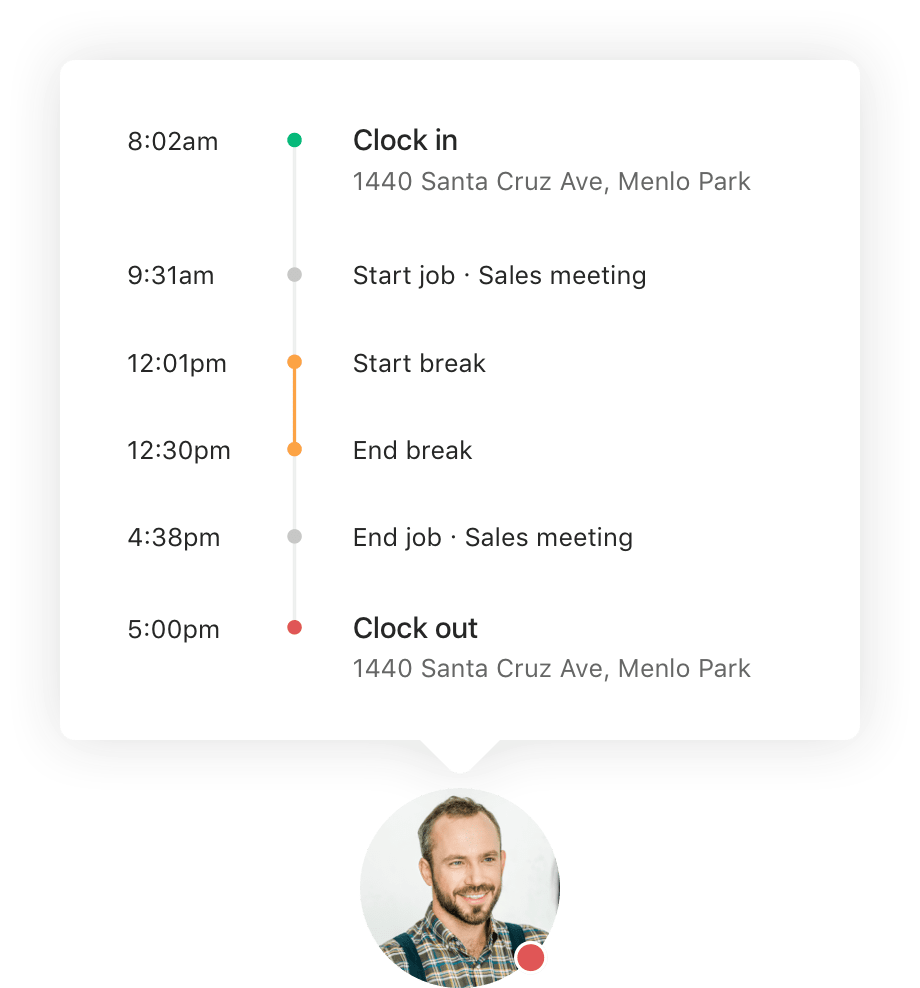 8:02am Clock in
1440 Santa Cruz Ave, Menlo Park
9:31am Start job · Sales meeting
12:01pm Start break
12:30pm End break
4:38pm End job · Sales meeting
5:00pm Clock out
1440 Santa Cruz Ave, Menlo Park